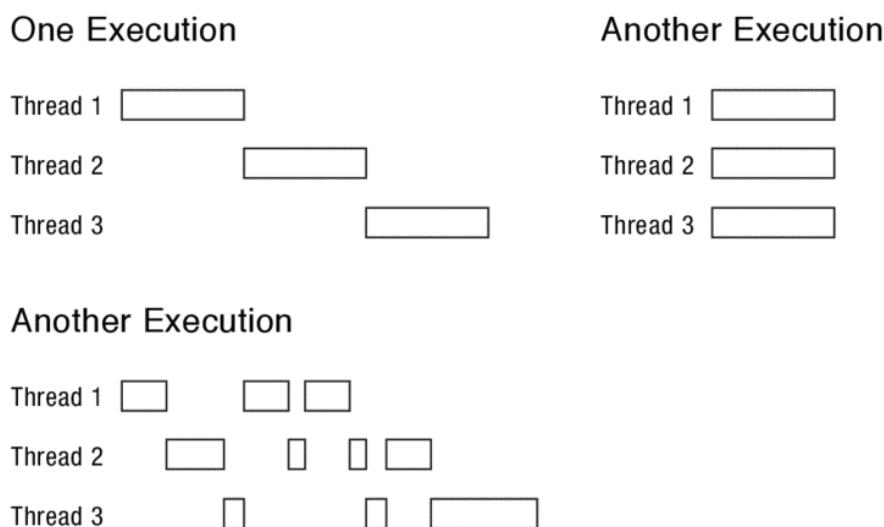 One Execution
Thread 1
Thread 2
Thread 3
Another Execution
Thread 1
Thread 2
Thread 3
Another Execution
Thread 1
Thread 2
Thread 3